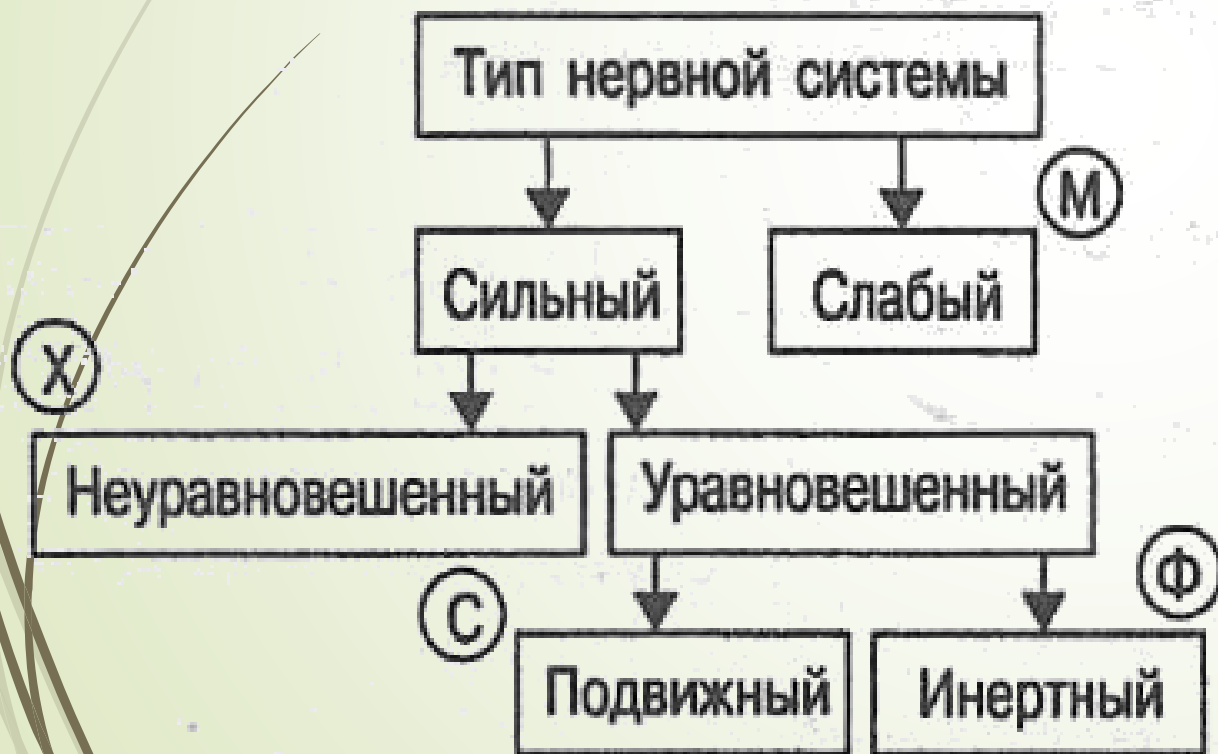 Тип нервной системы
М
Сильный
Слабый
Х
Неуравновешенный
Уравновешенный
С
Ф
Подвижный
Инертный